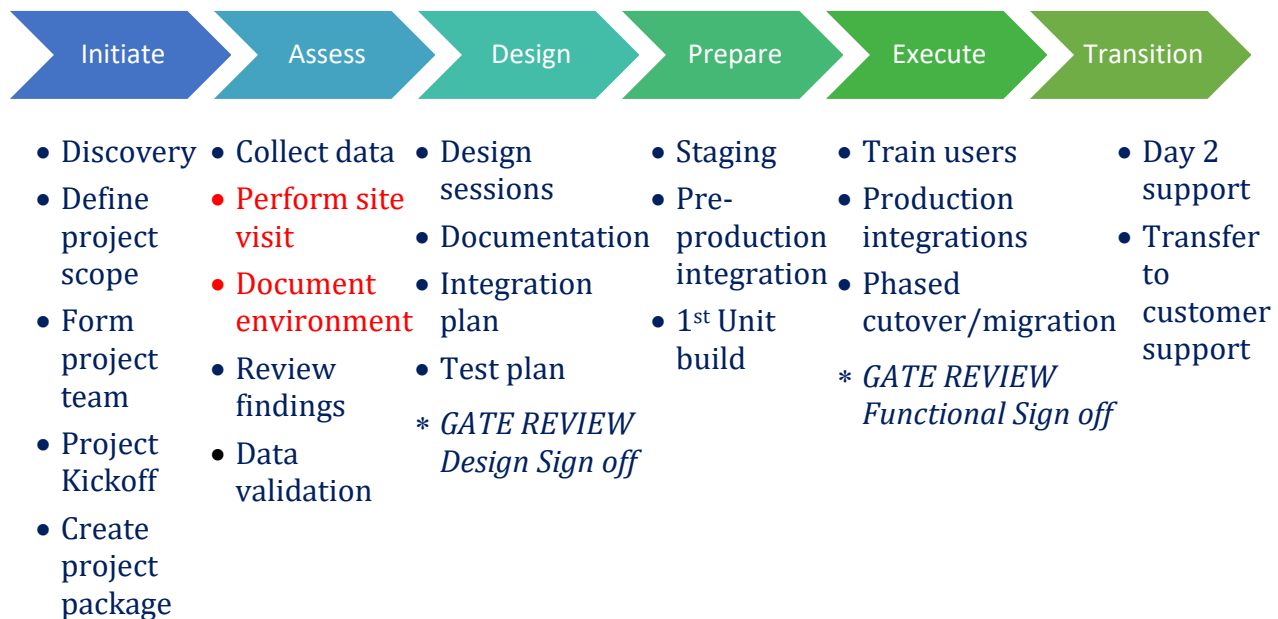 Initiate
Assess
Design
Prepare
Execute
Transition
• Discovery
• Define
project
scope
• Form
project
team
• Project
Kickoff
• Create
project
package
• Collect data
• Perform site
visit
• Document
environment
• Review
findings
• Data
validation
• Design
sessions
• Documentation
• Integration
plan
• Test plan
* GATE REVIEW
Design Sign off
• Staging
• Pre-
production
integration
• 1st Unit
build
• Train users
• Production
integrations
• Phased
cutover/migration
* GATE REVIEW
Functional Sign off
• Day 2
support
• Transfer
to
customer
support